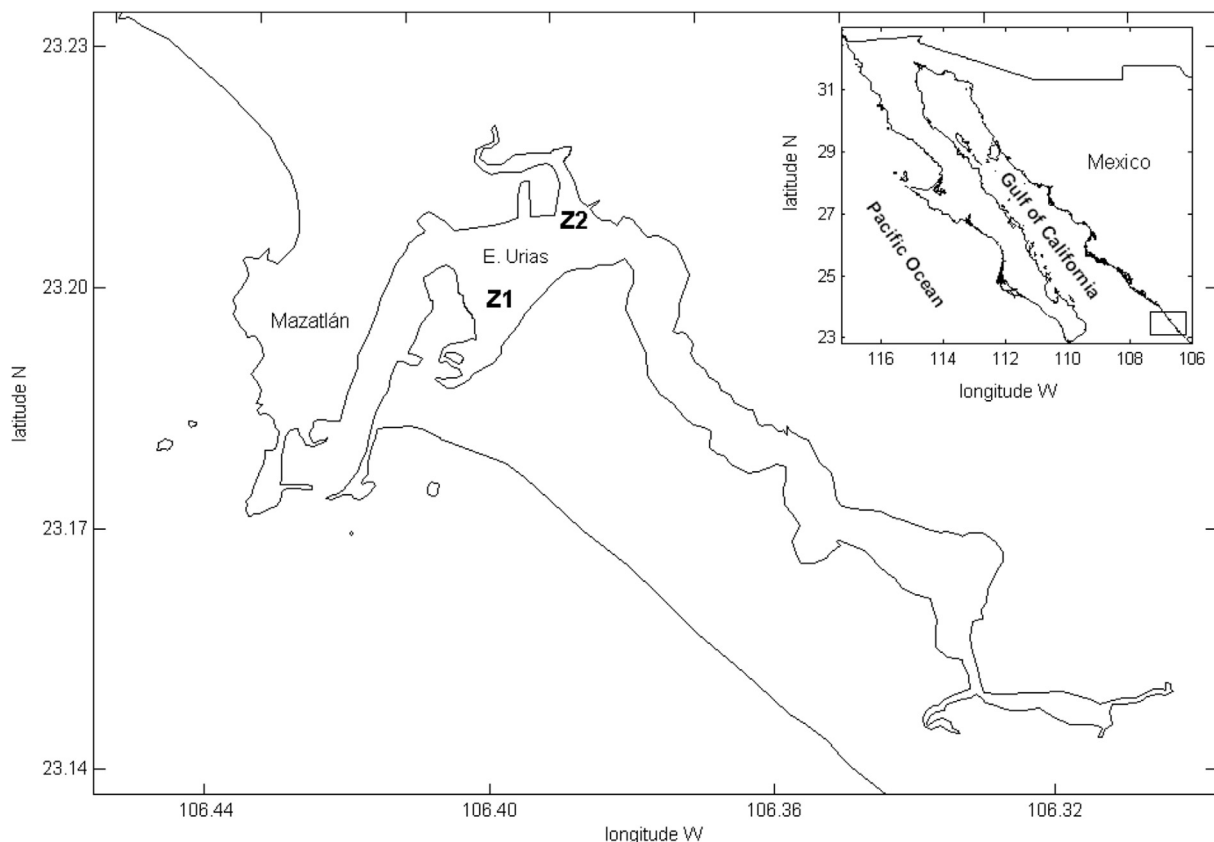 23.23
23.20
23.17
23.14
latitude N
106.44
106.40
106.36
106.32
longitude W
Mazatlán
E. Urias
Z1
Z2
31
29
27
25
23
latitude N
116
114
112
110
108
106
longitude W
Mexico
Gulf of California
Pacific Ocean